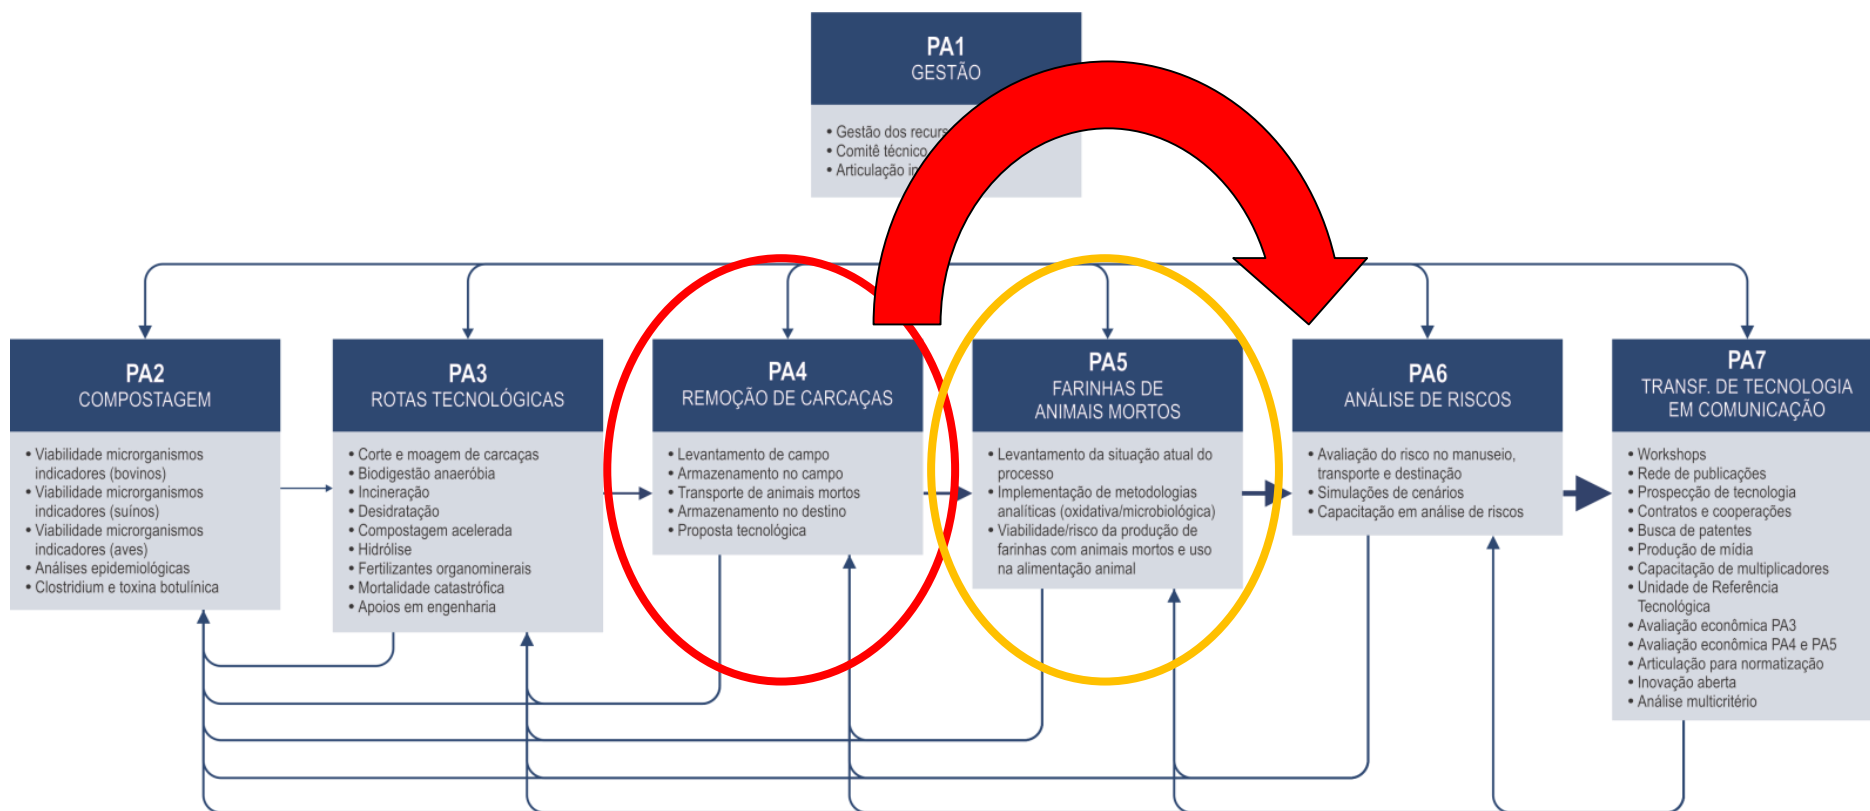 PA1
GESTÃO
• Gestão dos
• Comitê técnico
• Articulação
PA2
COMPOSTAGEM
• Viabilidade microrganismos
indicadores (bovinos)
• Viabilidade microrganismos
indicadores (suínos)
• Viabilidade microrganismos
indicadores (aves)
• Análises epidemiológicas
• Clostridium e toxina botulínica
PA3
ROTAS TECNOLÓGICAS
• Corte e moagem de carcaças
• Biodigestão anaeróbia
• Incineração
• Desidratação
• Compostagem acelerada
• Hidrólise
• Fertilizantes organominerais
• Mortalidade catastrófica
• Apoios em engenharia
PA4
REMOÇÃO DE CARCAÇAS
• Levantamento de campo
• Armazenamento no campo
• Transporte de animais mortos
• Armazenamento no destino
• Proposta tecnológica
PA5
FARINHAS DE
ANIMAIS MORTOS
• Levantamento da situação atual do
processo
• Implementação de metodologias
analíticas (oxidativa/microbiológica)
• Viabilidade/risco da produção de
farinhas com animais mortos e uso
na alimentação animal
PA6
ANÁLISE DE RISCOS
• Avaliação do risco no manuseio,
transporte e destinação
• Simulações de cenários
• Capacitação em análise de riscos
PA7
TRANSF. DE TECNOLOGIA
EM COMUNICAÇÃO
• Workshops
• Rede de publicações
• Prospecção de tecnologia
• Contratos e cooperações
• Busca de patentes
• Produção de mídia
• Capacitação de multiplicadores
• Unidade de Referência
Tecnológica
• Avaliação econômica PA3
• Avaliação econômica PA4 e PA5
• Articulação para normatização
• Inovação aberta
• Análise multicritério